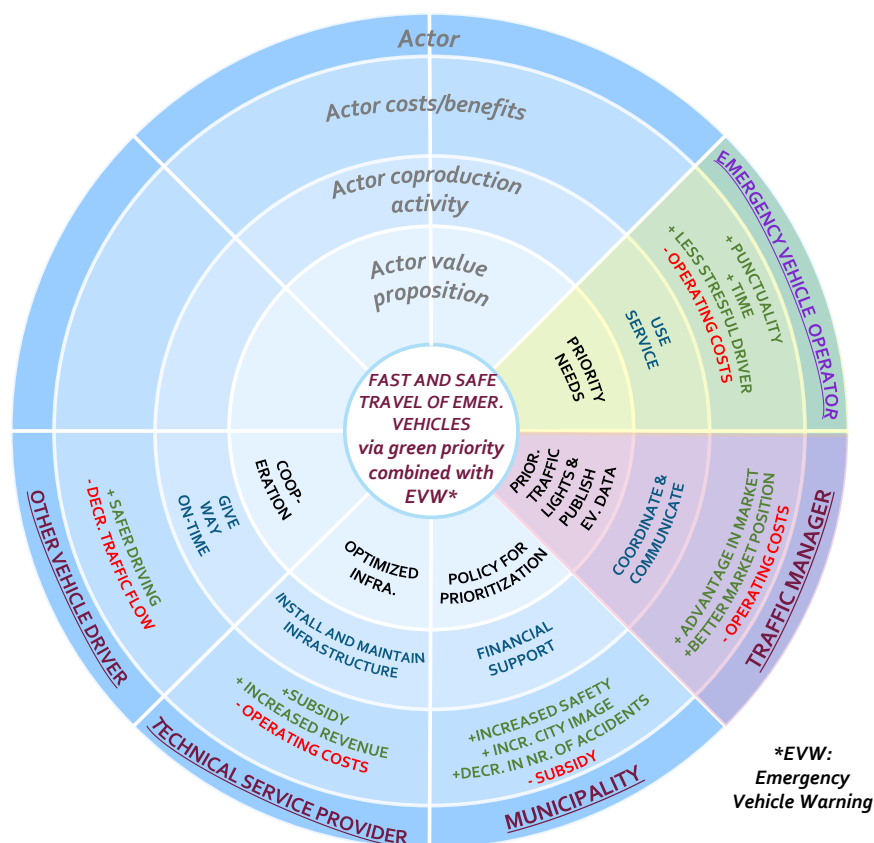 Actor
Actor costs/benefits
Actor coproduction
activity
Actor value
proposition
FAST AND SAFE
TRAVEL OF EMER.
VEHICLES
via green priority
combined with
EVW*
EMERGENCY VEHICLE OPERATOR
+ PUNCTUALITY
+ TIME
+ LESS STRESFUL DRIVER
- OPERATING COSTS
USE
SERVICE
PRIORITY
NEEDS
TRAFFIC MANAGER
+ ADVANTAGE IN MARKET
+BETTER MARKET POSITION
- OPERATING COSTS
COORDINATE &
COMMUNICATE
PRIOR.
TRAFFIC
LIGHTS &
PUBLISH
EV. DATA
MUNICIPALITY
+INCREASED SAFETY
+ INCR. CITY IMAGE
+DECR. IN NR. OF ACCIDENTS
- SUBSIDY
FINANCIAL
SUPPORT
POLICY FOR
PRIORITIZATION
TECHNICAL SERVICE PROVIDER
+SUBSIDY
+ INCREASED REVENUE
- OPERATING COSTS
INSTALL AND MAINTAIN
INFRASTRUCTURE
OPTIMIZED
INFRA.
OTHER VEHICLE DRIVER
+ SAFER DRIVING
- DECR. TRAFFIC FLOW
GIVE
WAY
ON-TIME
COOP-
ERATION
*EVW:
Emergency
Vehicle Warning